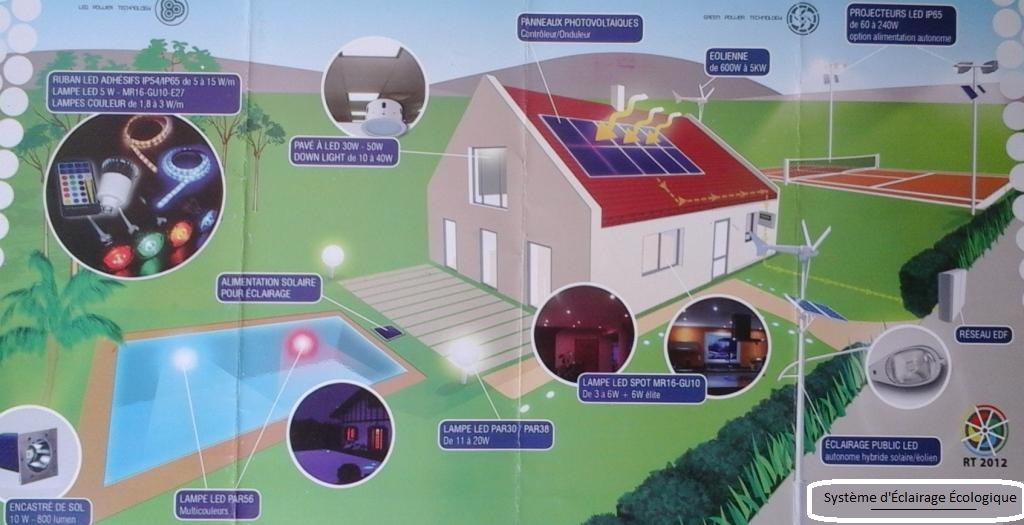 LED POWER TECHNOLOGY
GREEN POWER TECHNOLOGY
PANNEAUX PHOTOVOLTAIQUES
Contrôleur/Onduleur
PROJECTEURS LED IP65
de 60 à 240W
option alimentation autonome
EOLIENNE
de 600W à 5KW
RUBAN LED ADHÉSIFS IP54/IP65 de 5 à 15 W/m
LAMPE LED 5 W - MR16-GU10-E27
LAMPES COULEUR de 1,8 à 3 W/m
PAVÉ À LED 30W - 50W
DOWN LIGHT de 10 à 40W
ALIMENTATION SOLAIRE
POUR ÉCLAIRAGE
RÉSEAU EDF
LAMPE LED SPOT MR16-GU10
De 3 à 6W + 6W élite
LAMPE LED PAR30 / PAR38
De 11 à 20W
ÉCLAIRAGE PUBLIC LED
autonome hybride solaire/éolien
RT 2012
LAMPE LED PAR56
Multicouleurs
ENCASTRÉ DE SOL
10 W - 800 lumen
Système d'Éclairage Écologique